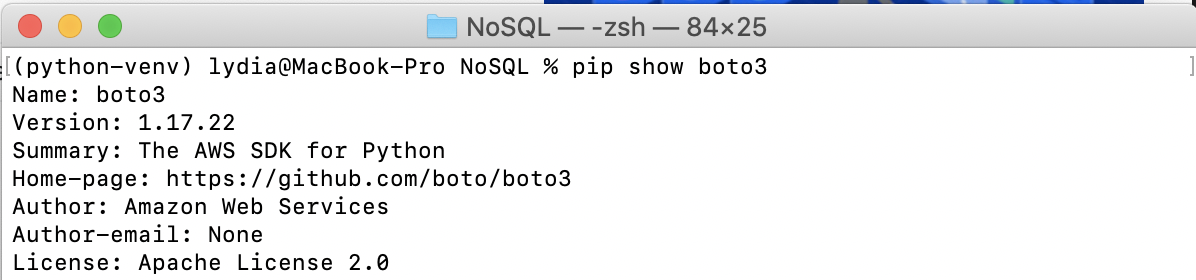 NoSQL — -zsh — 84×25
[(python-venv) lydia@MacBook-Pro NoSQL % pip show boto3 ]
Name: boto3
Version: 1.17.22
Summary: The AWS SDK for Python
Home-page: https://github.com/boto/boto3
Author: Amazon Web Services
Author-email: None
License: Apache License 2.0